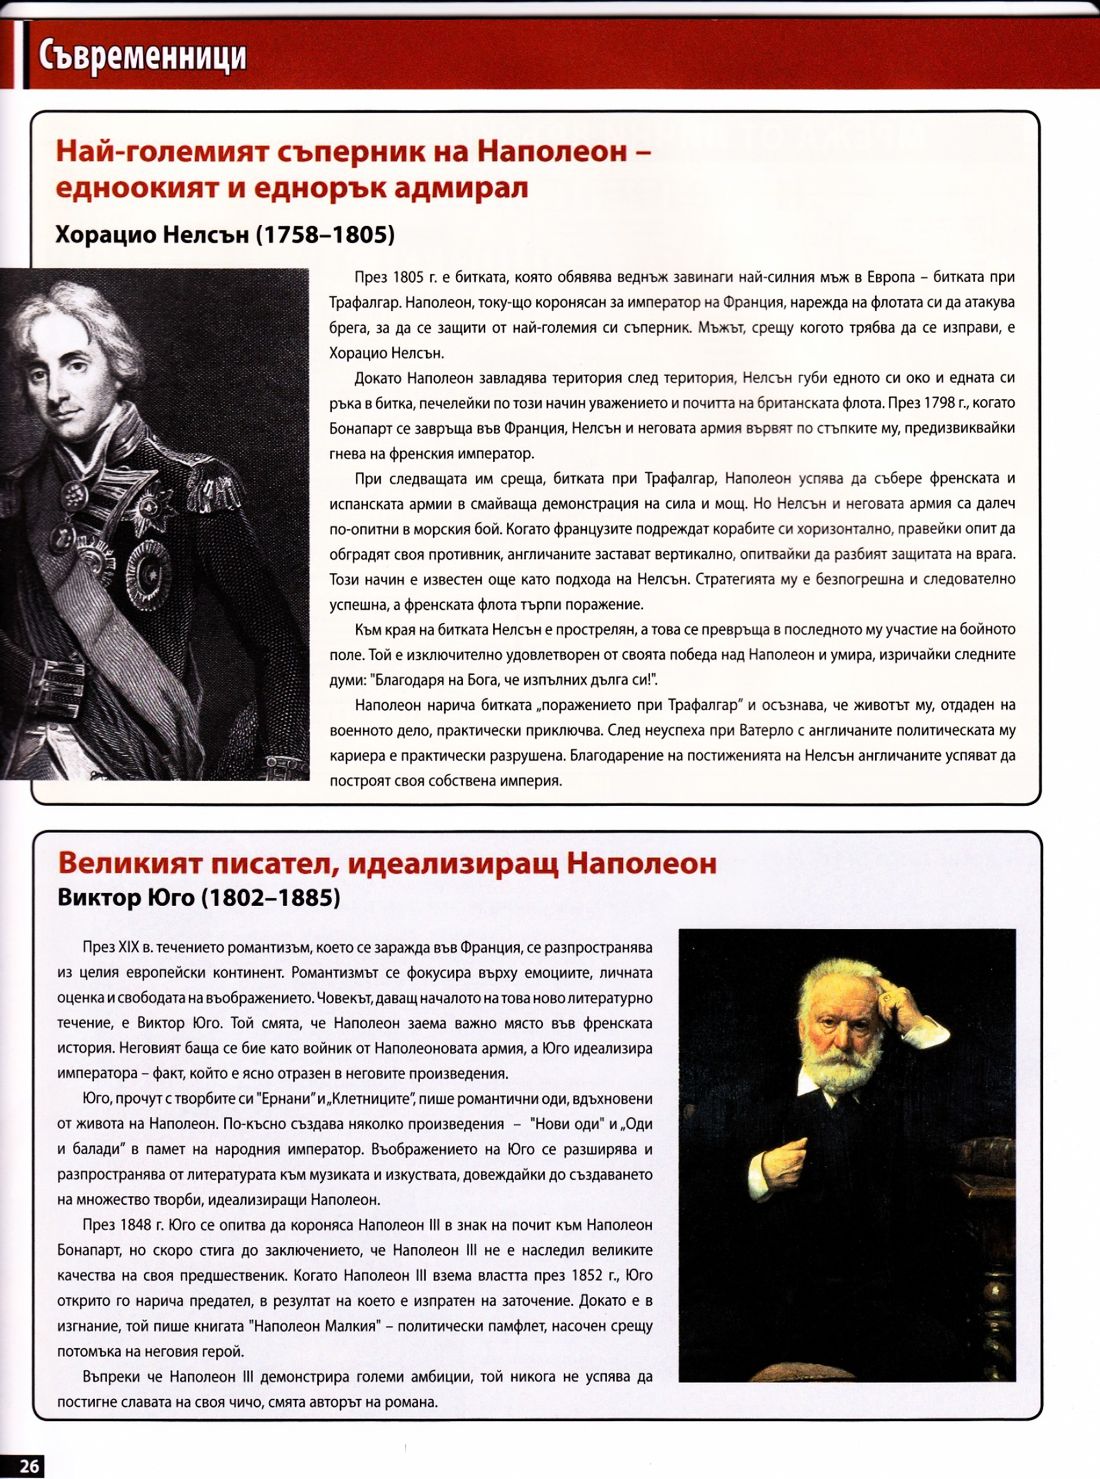 Съвременници
Най-големият съперник на Наполеон –
едноокият и еднорък адмирал
Хорацио Нелсън (1758–1805)
През 1805 г. е битката, която обявява веднъж завинаги най-силния мъж в Европа – битката при
Трафалгар. Наполеон, току-що коронясан за император на Франция, нарежда на флотата си да атакува
брега, за да се защити от най-големия си съперник. Мъжът, срещу когото трябва да се изправи, е
Хорацио Нелсън.
Докато Наполеон завладява територия след територия, Нелсън губи едното си око и едната си
ръка в битка, печелейки по този начин уважението и почитта на британската флота. През 1798 г., когато
Бонапарт се завръща във Франция, Нелсън и неговата армия вървят по стъпките му, предизвиквайки
гнева на френския император.
При следващата им среща, битката при Трафалгар, Наполеон успява да събере френската и
испанската армии в смайваща демонстрация на сила и мощ. Но Нелсън и неговата армия са далеч
по-опитни в морския бой. Когато французите подреждат корабите си хоризонтално, правейки опит да
обградят своя противник, англичаните застават вертикално, опитвайки да разбият защитата на врага.
Този начин е известен още като подхода на Нелсън. Стратегията му е безпогрешна и следователно
успешна, а френската флота търпи поражение.
Към края на битката Нелсън е прострелян, а това се превръща в последното му участие на бойното
поле. Той е изключително удовлетворен от своята победа над Наполеон и умира, изричайки следните
думи: "Благодаря на Бога, че изпълних дълга си!".
Наполеон нарича битката „поражението при Трафалгар” и осъзнава, че животът му, отдаден на
военното дело, практически приключва. След неуспеха при Ватерло с англичаните политическата му
кариера е практически разрушена. Благодарение на постиженията на Нелсън англичаните успяват да
построят своя собствена империя.
Великият писател, идеализиращ Наполеон
Виктор Юго (1802–1885)
През XIX в. течението романтизъм, което се заражда във Франция, се разпространява
из целия европейски континент. Романтизмът се фокусира върху емоциите, личната
оценка и свободата на въображението. Човекът, даващ началото на това ново литературно
течение, е Виктор Юго. Той смята, че Наполеон заема важно място във френската
история. Неговият баща се бие като войник от Наполеоновата армия, а Юго идеализира
императора – факт, който е ясно отразен в неговите произведения.
Юго, прочут с творбите си "Ернани" и „Клетниците”, пише романтични оди, вдъхновени
от живота на Наполеон. По-късно създава няколко произведения – "Нови оди" и „Оди
и балади” в памет на народния император. Въображението на Юго се разширява и
разпространява от литературата към музиката и изкуствата, довеждайки до създаването
на множество творби, идеализиращи Наполеон.
През 1848 г. Юго се опитва да короняса Наполеон III в знак на почит към Наполеон
Бонапарт, но скоро стига до заключението, че Наполеон III не е наследил великите
качества на своя предшественик. Когато Наполеон III взема властта през 1852 г., Юго
открито го нарича предател, в резултат на което е изпратен на заточение. Докато е в
изгнание, той пише книгата "Наполеон Малкия" – политически памфлет, насочен срещу
потомъка на неговия герой.
Въпреки че Наполеон III демонстрира големи амбиции, той никога не успява да
постигне славата на своя чичо, смята авторът на романа.
26